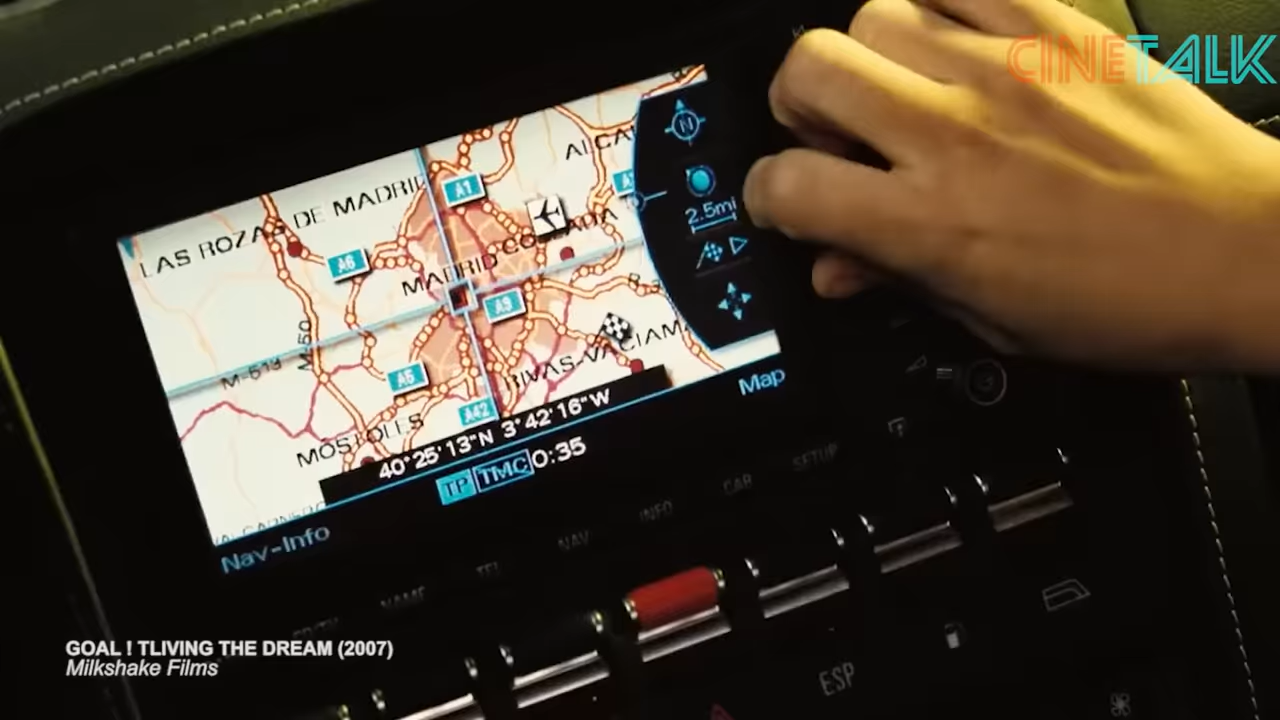 CINETALK
N
ALCA
A1
LAS ROZAS DE MADRID
2.5mi
A6
COSLADA
MADRID
A3
R-3
M-50
M-513
RIVAS-VACIAM
A5
A42
Map
MÓSTOLES
40°25'13"N 3°42'16"W
TP TMC 0:35
SETUP
CAR
INFO
Nav-Info
NAV
TEL
NAME
GOAL ! TLIVING THE DREAM (2007)
Milkshake Films
ESP